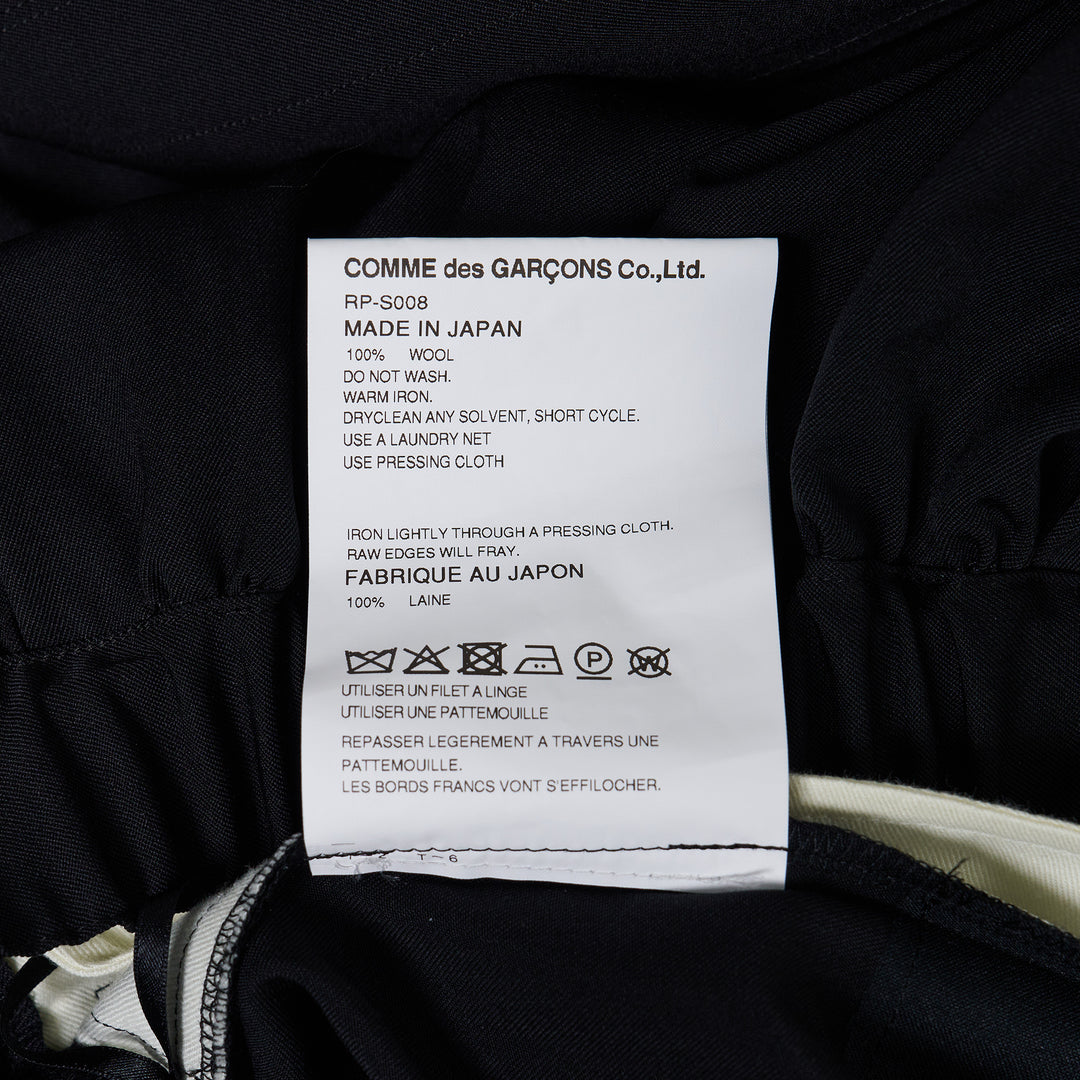 COMME des GARÇONS Co.,Ltd.
RP-S008
MADE IN JAPAN
100% WOOL
DO NOT WASH.
WARM IRON.
DRYCLEAN ANY SOLVENT, SHORT CYCLE.
USE A LAUNDRY NET
USE PRESSING CLOTH
IRON LIGHTLY THROUGH A PRESSING CLOTH.
RAW EDGES WILL FRAY.
FABRIQUE AU JAPON
100% LAINE
P W
UTILISER UN FILET A LINGE
UTILISER UNE PATTEMOUILLE
REPASSER LEGEREMENT A TRAVERS UNE
PATTEMOUILLE.
LES BORDS FRANCS VONT S'EFFILOCHER.
T-6